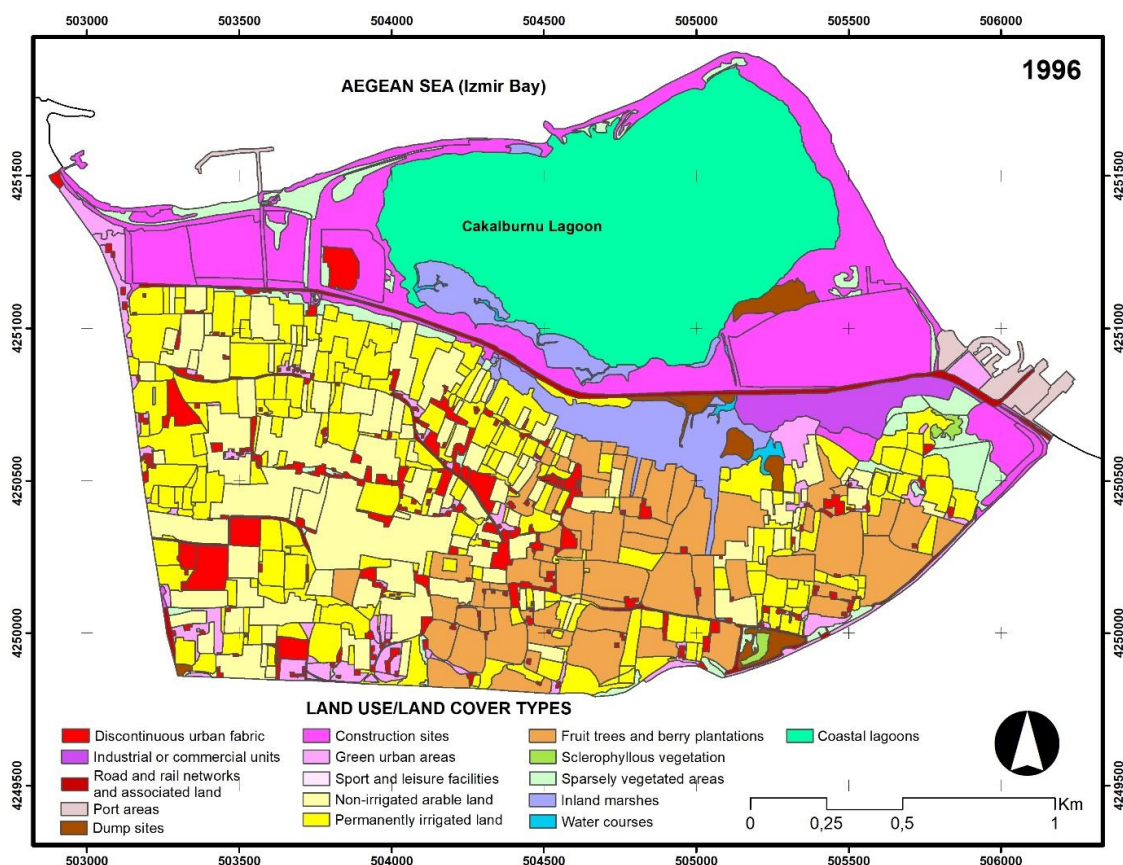 503000 503500 504000 504500 505000 505500 506000
1996
AEGEAN SEA (Izmir Bay)
4251500 4251500
Cakalburnu Lagoon
4251000 4251000
4250500 4250500
4250000 4250000
LAND USE/LAND COVER TYPES
Discontinuous urban fabric
Industrial or commercial units
Road and rail networks
and associated land
Port areas
Dump sites
Construction sites
Green urban areas
Sport and leisure facilities
Non-irrigated arable land
Permanently irrigated land
Fruit trees and berry plantations
Sclerophyllous vegetation
Sparsely vegetated areas
Inland marshes
Water courses
Coastal lagoons
4249500 4249500
Km
0 0,25 0,5 1
503000 503500 504000 504500 505000 505500 506000